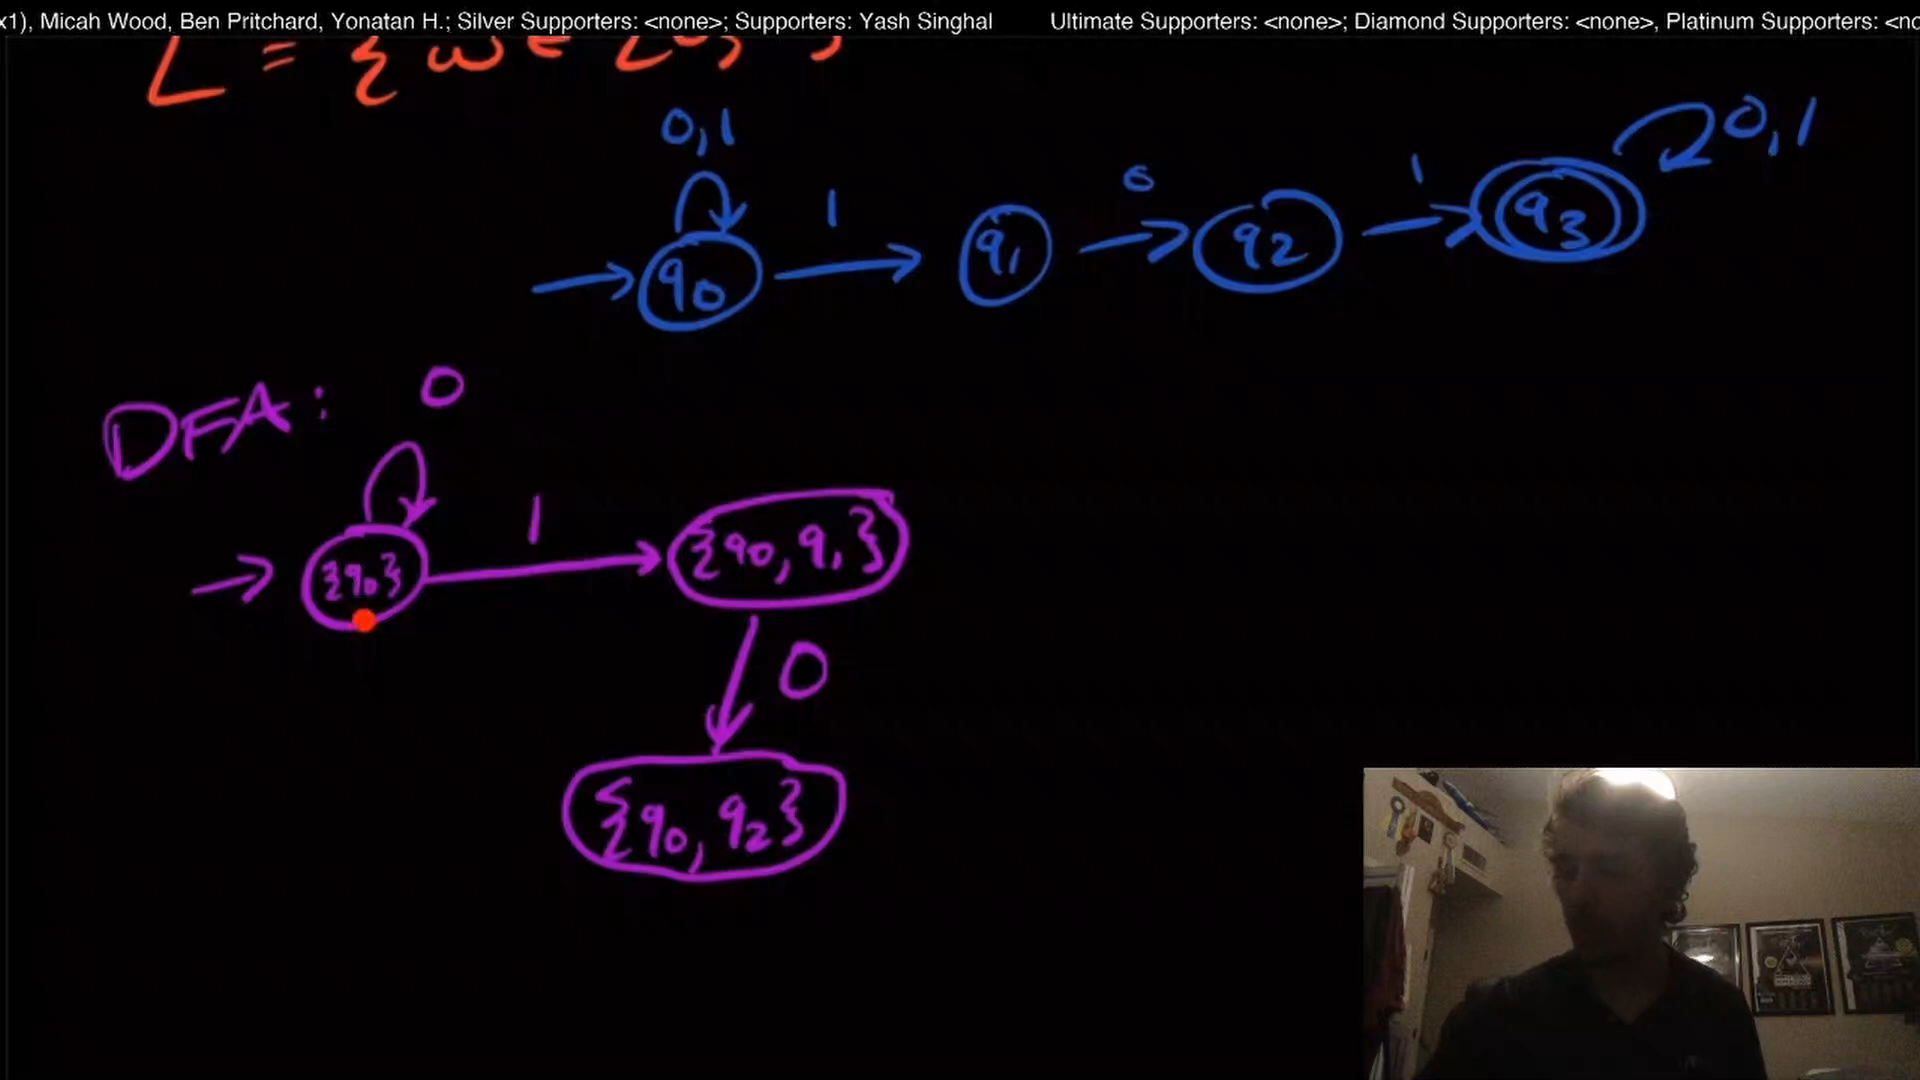 x1), Micah Wood, Ben Pritchard, Yonatan H.; Silver Supporters: <none>; Supporters: Yash Singhal Ultimate Supporters: <none>; Diamond Supporters: <none>, Platinum Supporters: <no
L = { w ∈
0,1
1
0
1
0,1
q0
q1
q2
q3
DFA:
0
{q0}
1
{q0, q1}
0
{q0, q2}